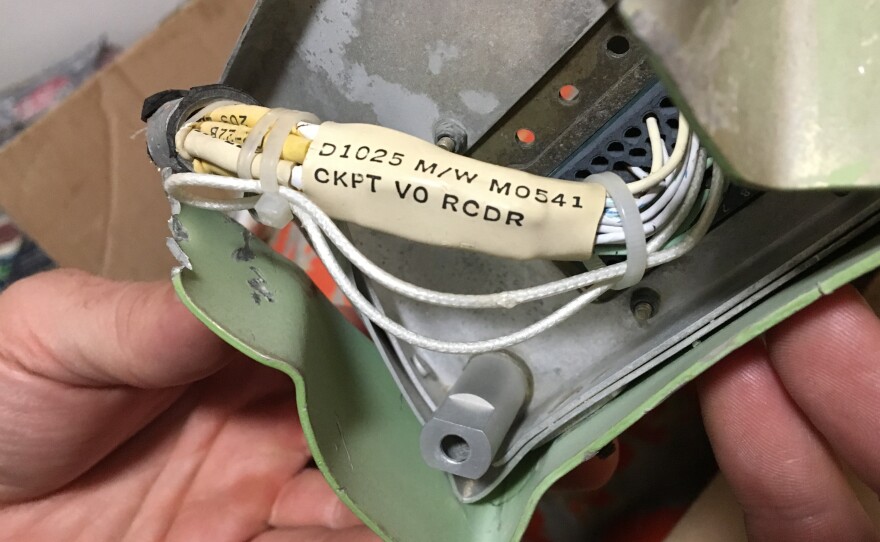 D1025 M/W M0541
CKPT VO RCDR